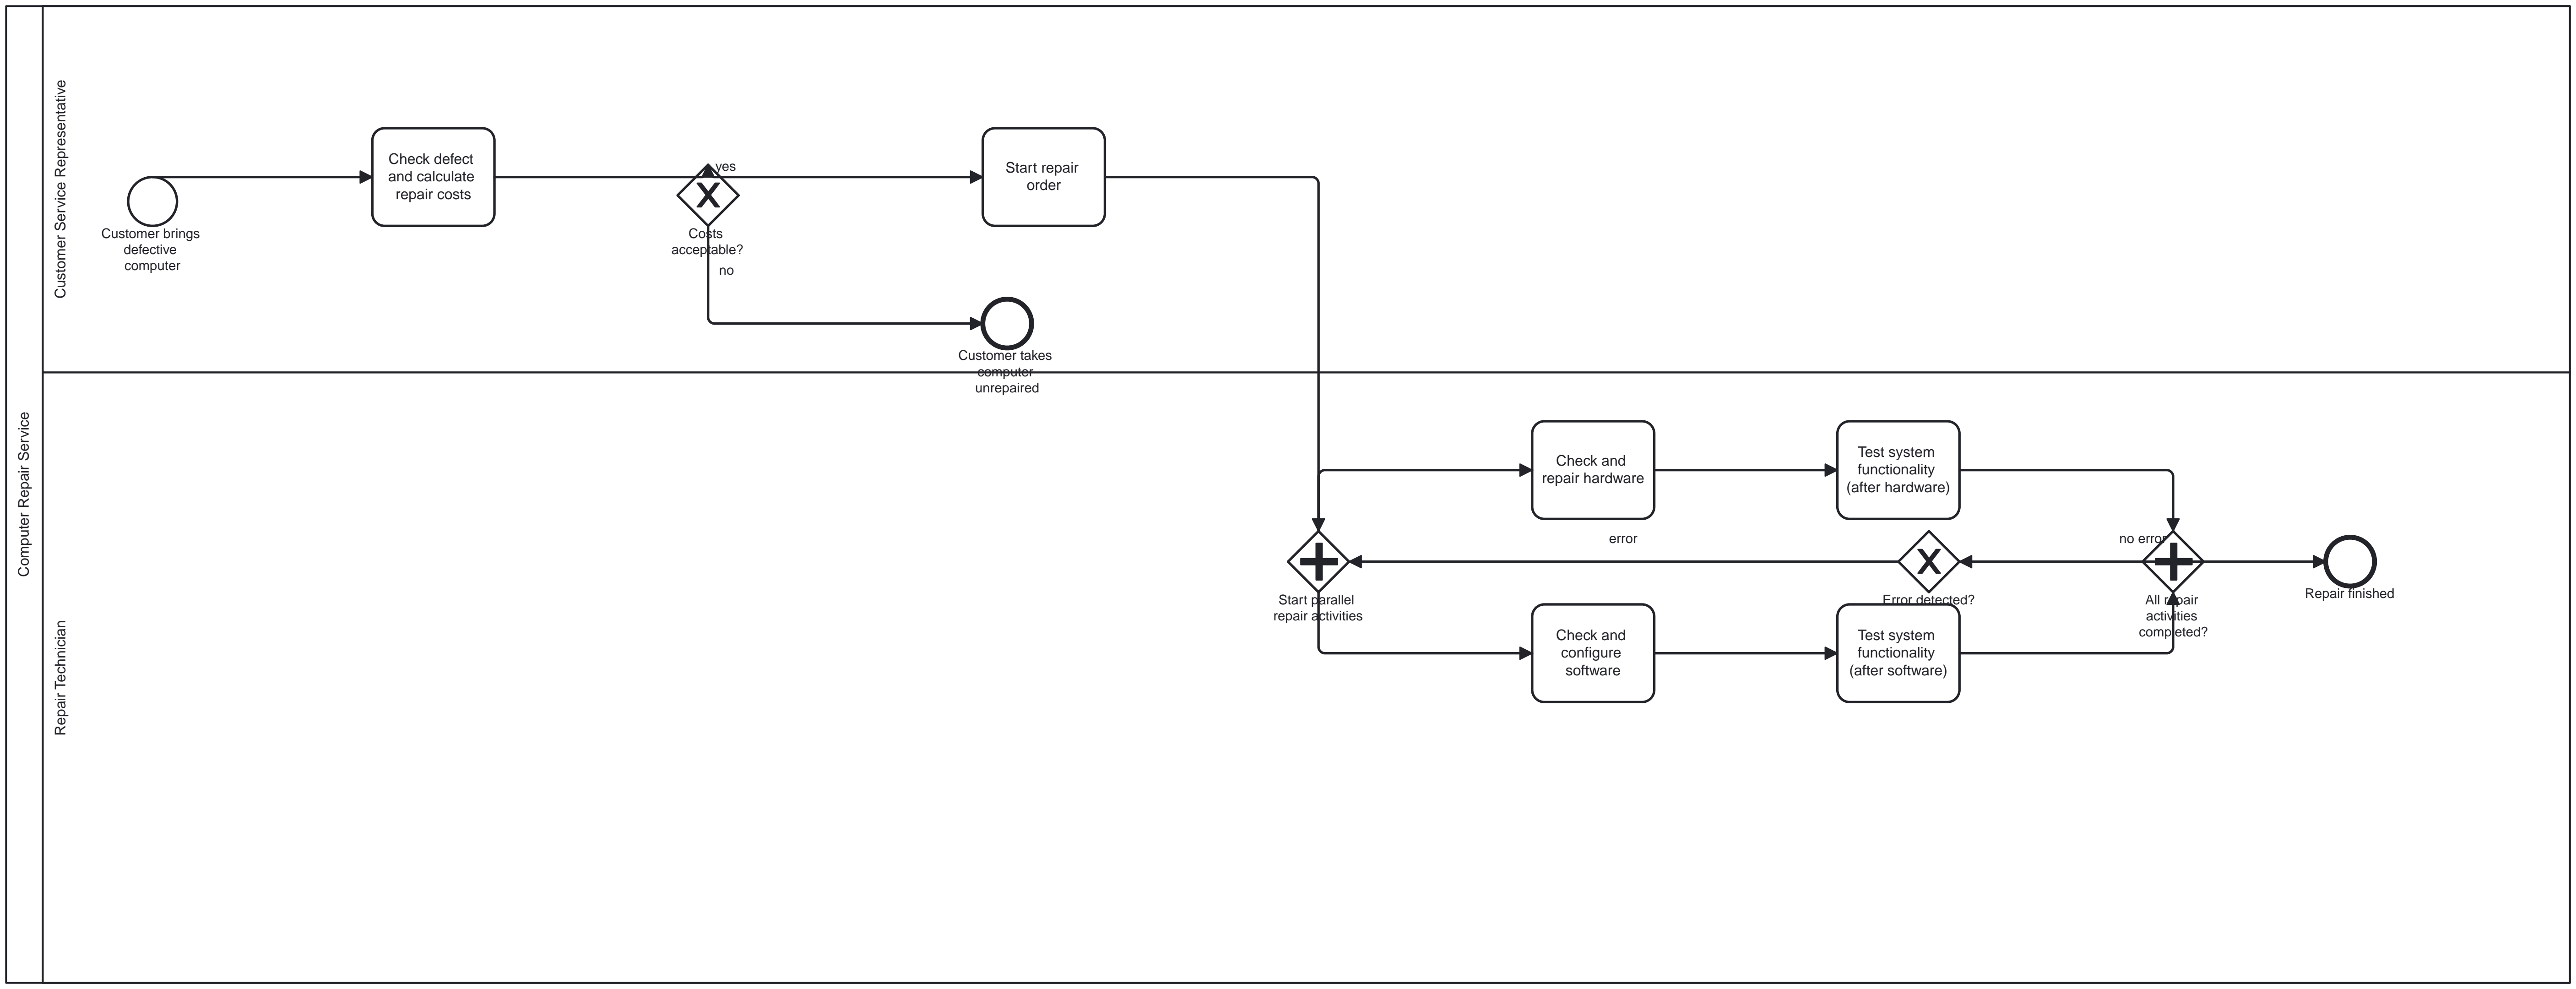 Computer Repair Service
Customer Service Representative
Customer brings
defective
computer
Check defect
and calculate
repair costs
yes
X
Costs
acceptable?
no
Start repair
order
Customer takes
computer
unrepaired
Repair Technician
Start parallel
repair activities
Check and
repair hardware
Test system
functionality
(after hardware)
error
X
Error detected?
no error
All repair
activities
completed?
Repair finished
Check and
configure
software
Test system
functionality
(after software)